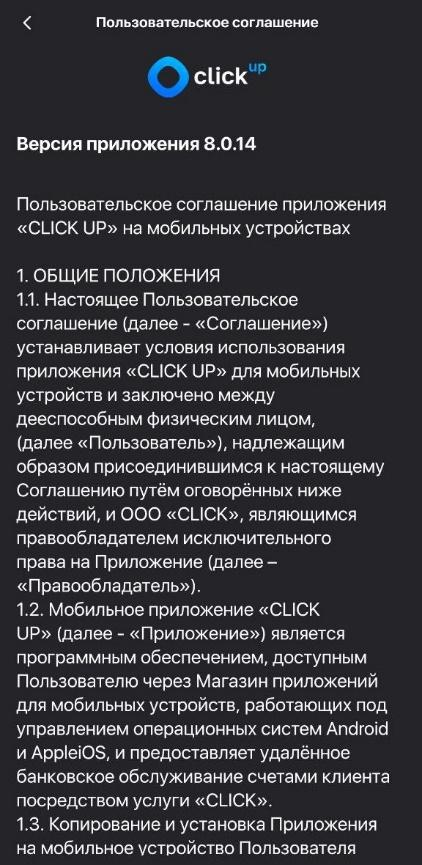 Пользовательское соглашение
click up
Версия приложения 8.0.14
Пользовательское соглашение приложения
«CLICK UP» на мобильных устройствах
1. ОБЩИЕ ПОЛОЖЕНИЯ
1.1. Настоящее Пользовательское
соглашение (далее - «Соглашение»)
устанавливает условия использования
приложения «CLICK UP» для мобильных
устройств и заключено между
дееспособным физическим лицом,
(далее «Пользователь»), надлежащим
образом присоединившимся к настоящему
Соглашению путём оговорённых ниже
действий, и ООО «CLICK», являющимся
правообладателем исключительного
права на Приложение (далее –
«Правообладатель»).
1.2. Мобильное приложение «CLICK
UP» (далее - «Приложение») является
программным обеспечением, доступным
Пользователю через Магазин приложений
для мобильных устройств, работающих под
управлением операционных систем Android
и AppleiOS, и предоставляет удалённое
банковское обслуживание счетами клиента
посредством услуги «CLICK».
1.3. Копирование и установка Приложения
на мобильное устройство Пользователя